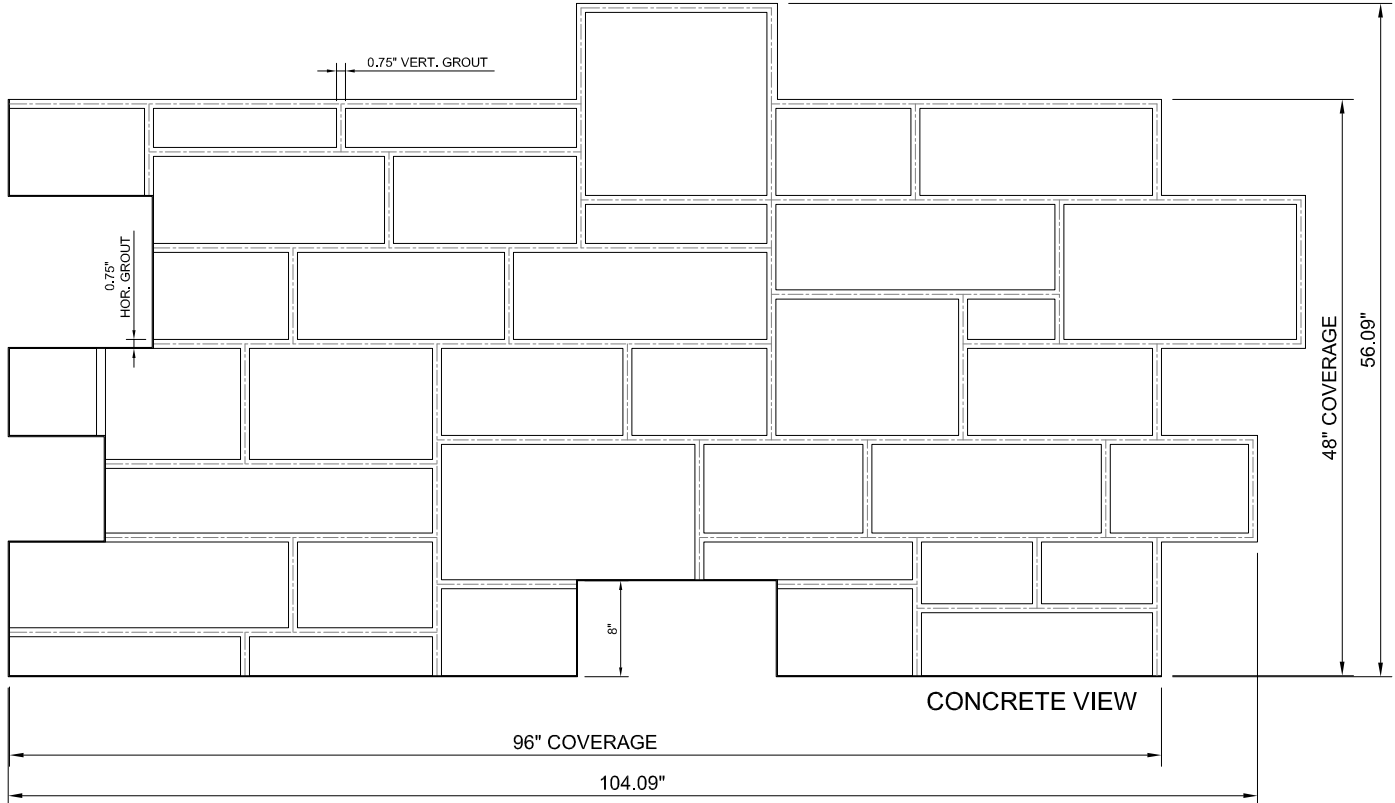 0.75" VERT. GROUT
0.75"
HOR. GROUT
48" COVERAGE
56.09"
8"
CONCRETE VIEW
96" COVERAGE
104.09"